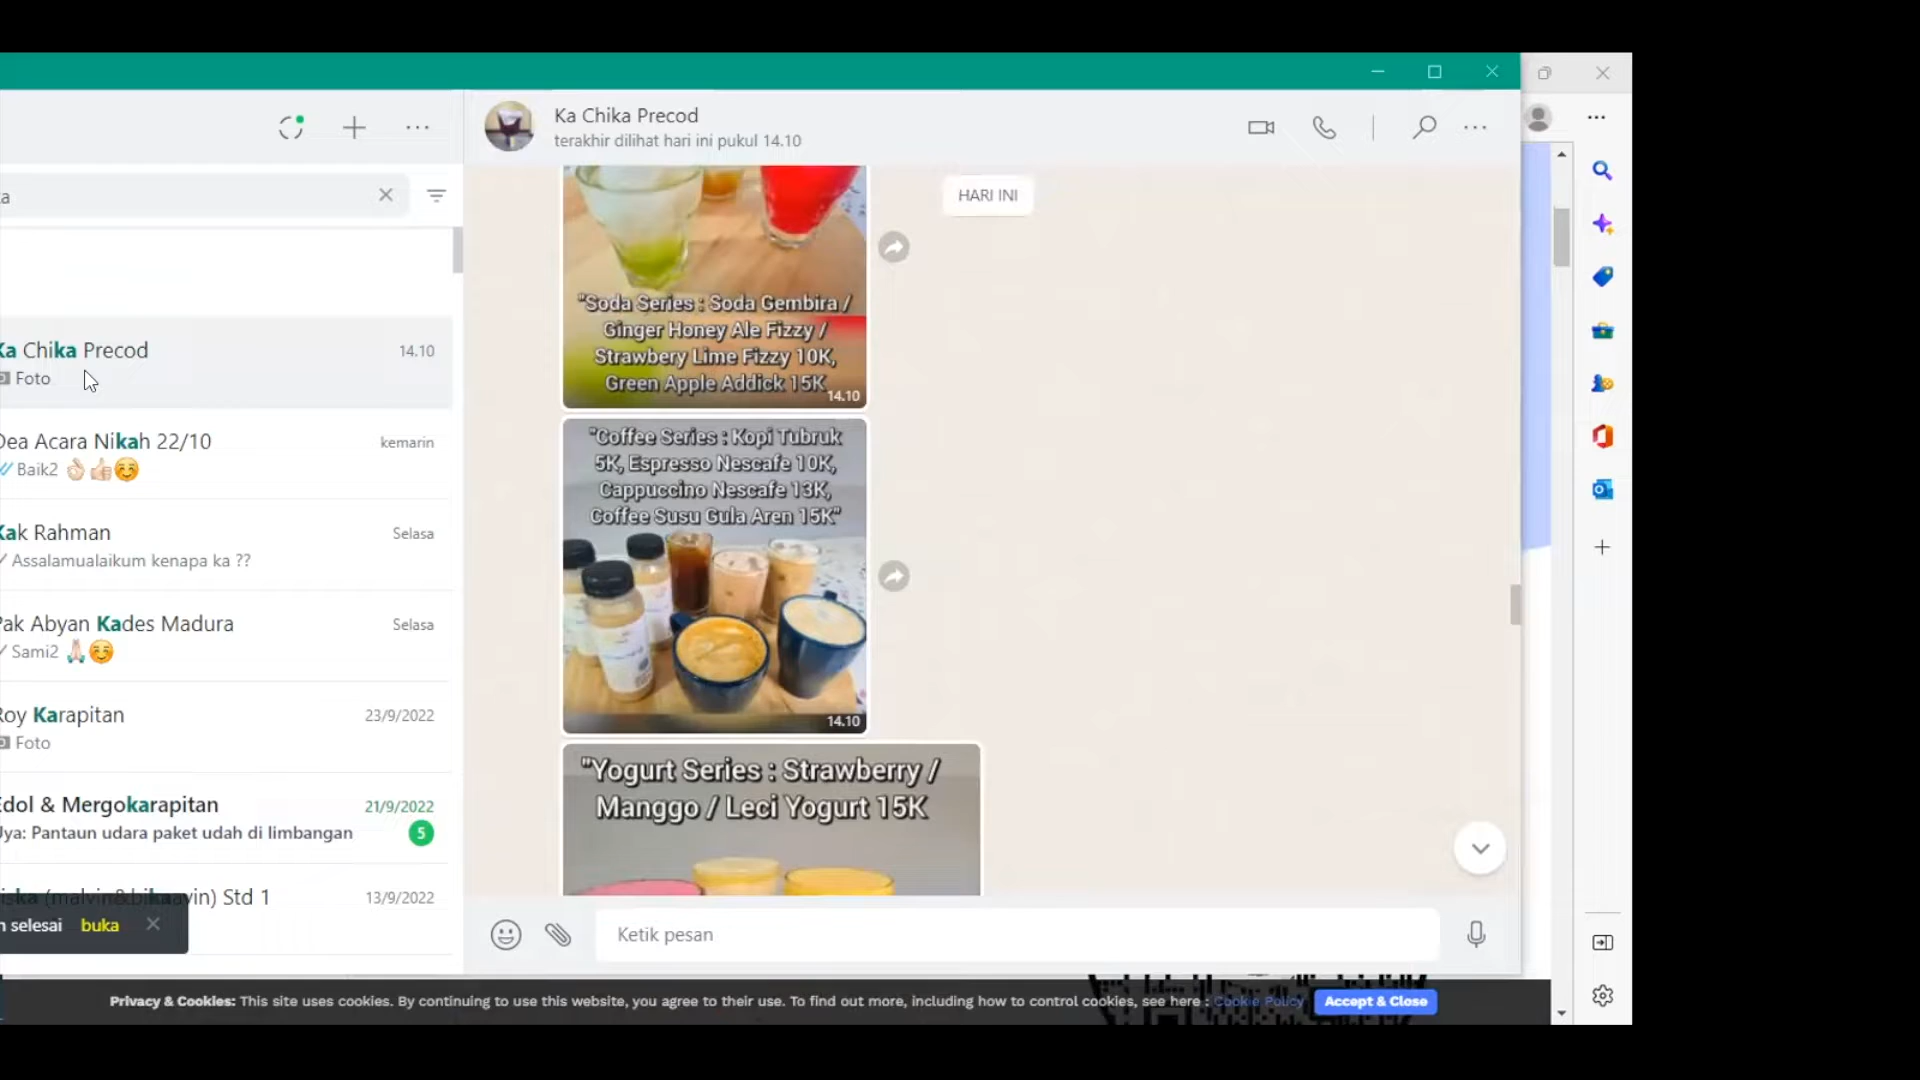 a
Ka Chika Precod
14.10
Foto
Dea Acara Nikah 22/10
kemarin
Baik2
Kak Rahman
Selasa
Assalamualaikum kenapa ka ??
Pak Abyan Kades Madura
Selasa
Sami2
Roy Karapitan
23/9/2022
Foto
Edol & Mergokarapitan
21/9/2022
Uya: Pantaun udara paket udah di limbangan
5
(malvin&bikaavin) Std 1
13/9/2022
selesai
buka
Ka Chika Precod
terakhir dilihat hari ini pukul 14.10
HARI INI
"Soda Series : Soda Gembira /
Ginger Honey Ale Fizzy /
Strawbery Lime Fizzy 10K,
Green Apple Addick 15K
14.10
"Coffee Series : Kopi Tubruk
5K, Espresso Nescafe 10K,
Cappuccino Nescafe 13K,
Coffee Susu Gula Aren 15K"
14.10
"Yogurt Series : Strawberry /
Manggo / Leci Yogurt 15K
Ketik pesan
Privacy & Cookies: This site uses cookies. By continuing to use this website, you agree to their use. To find out more, including how to control cookies, see here : Cookie Policy
Accept & Close